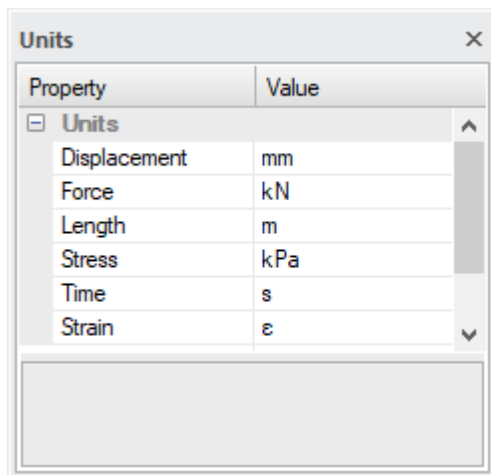 Units
Property Value
Units
Displacement mm
Force kN
Length m
Stress kPa
Time s
Strain ε